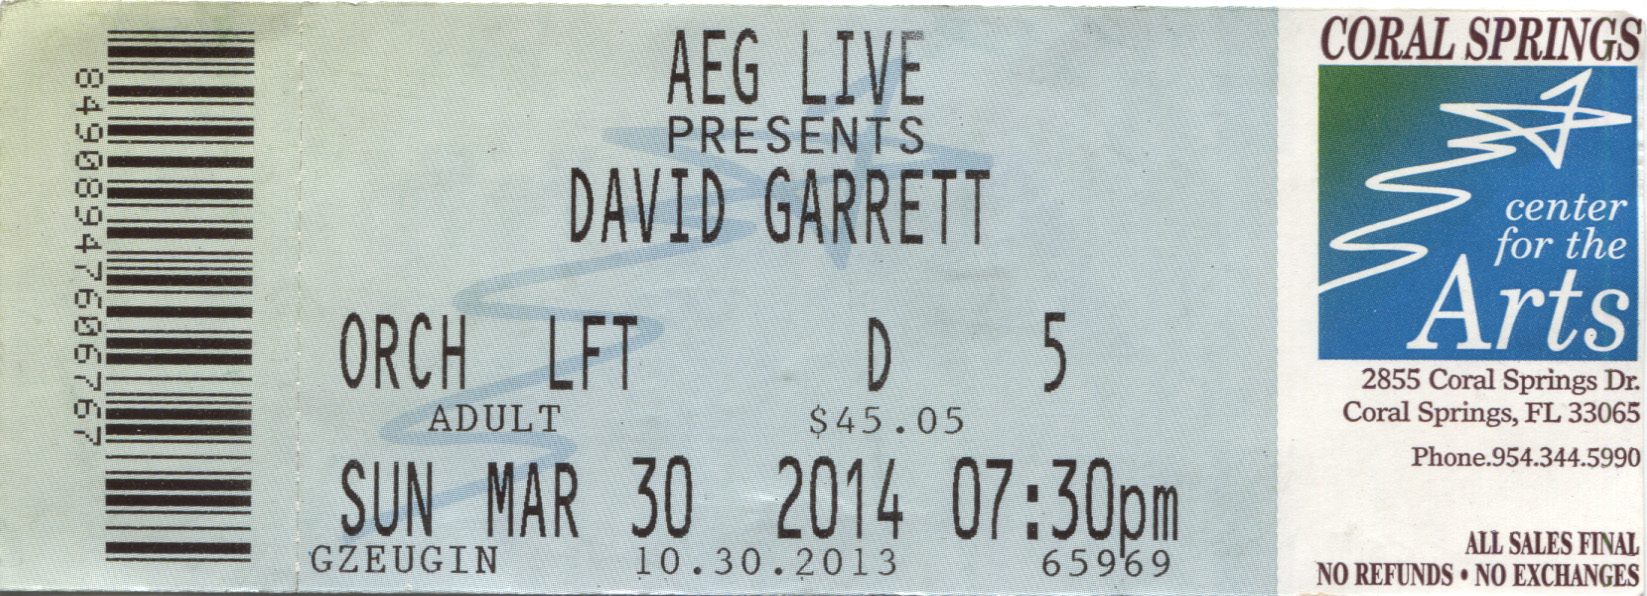 84908947606767
AEG LIVE
PRESENTS
DAVID GARRETT
ORCH LFT D 5
ADULT $45.05
SUN MAR 30 2014 07:30pm
GZEUGIN 10.30.2013 65969
CORAL SPRINGS
center
for the
Arts
2855 Coral Springs Dr.
Coral Springs, FL 33065
Phone.954.344.5990
ALL SALES FINAL
NO REFUNDS • NO EXCHANGES